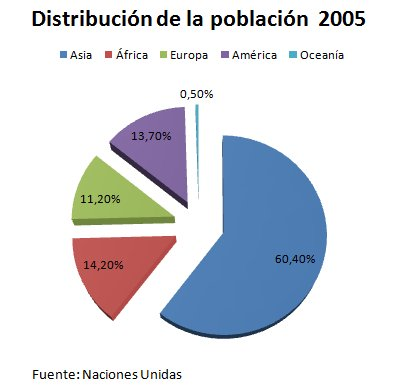 Distribución de la población 2005
Asia África Europa América Oceanía
0,50%
13,70%
11,20%
14,20%
60,40%
Fuente: Naciones Unidas